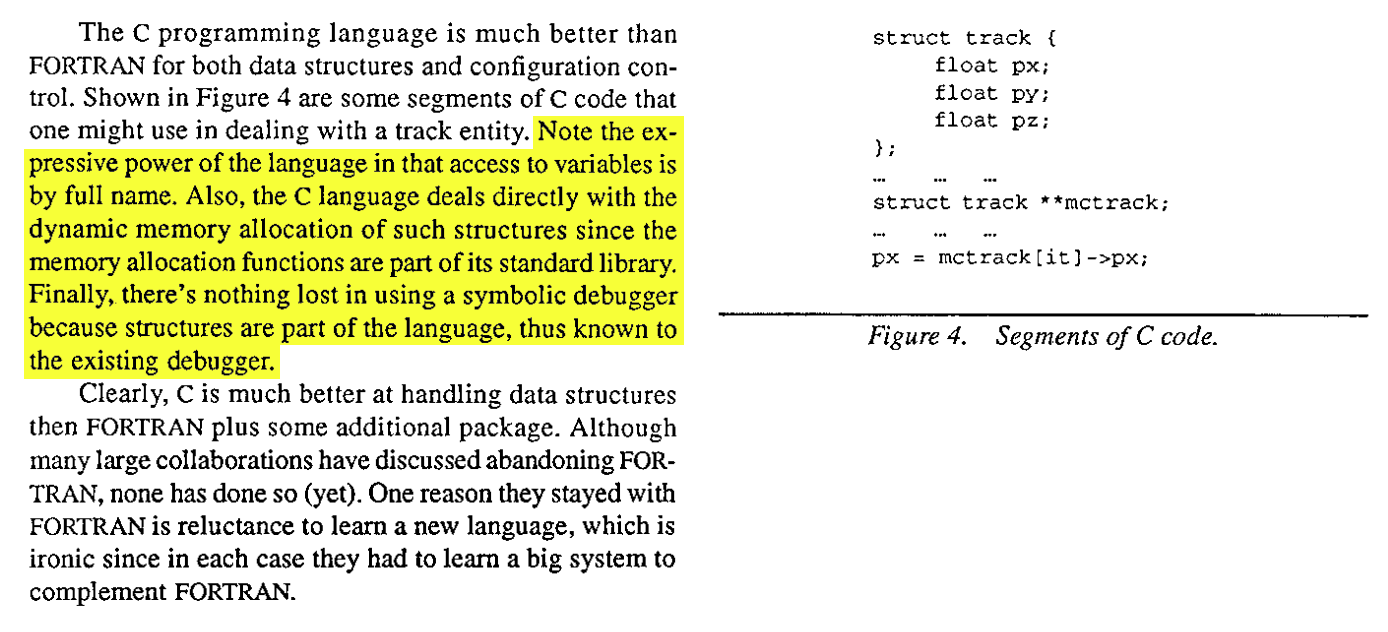 The C programming language is much better than
FORTRAN for both data structures and configuration con-
trol. Shown in Figure 4 are some segments of C code that
one might use in dealing with a track entity. Note the ex-
pressive power of the language in that access to variables is
by full name. Also, the C language deals directly with the
dynamic memory allocation of such structures since the
memory allocation functions are part of its standard library.
Finally, there's nothing lost in using a symbolic debugger
because structures are part of the language, thus known to
the existing debugger.
Clearly, C is much better at handling data structures
then FORTRAN plus some additional package. Although
many large collaborations have discussed abandoning FOR-
TRAN, none has done so (yet). One reason they stayed with
FORTRAN is reluctance to learn a new language, which is
ironic since in each case they had to learn a big system to
complement FORTRAN.
struct track {
float px;
float py;
float pz;
};
… … …
struct track **mctrack;
… … …
px = mctrack[it]->px;
Figure 4. Segments of C code.